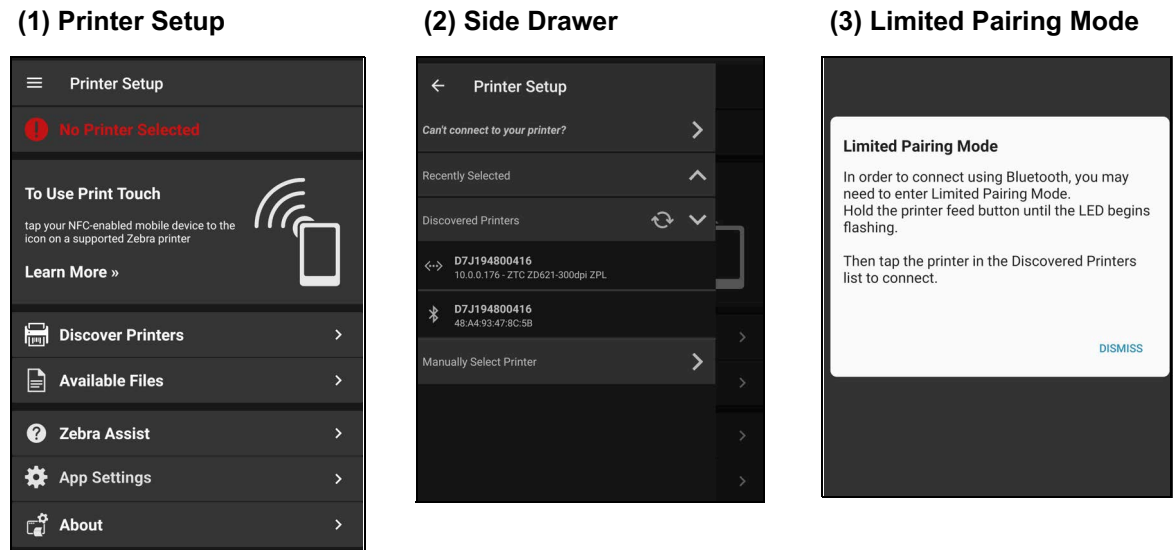 (1) Printer Setup
Printer Setup
No Printer Selected
To Use Print Touch
tap your NFC-enabled mobile device to the
icon on a supported Zebra printer
Learn More »
Discover Printers
Available Files
Zebra Assist
App Settings
About
(2) Side Drawer
Printer Setup
Can't connect to your printer?
Recently Selected
Discovered Printers
D7J194800416
10.0.0.176 - ZTC ZD621-300dpi ZPL
D7J194800416
48:A4:93:47:8C:5B
Manually Select Printer
(3) Limited Pairing Mode
Limited Pairing Mode
In order to connect using Bluetooth, you may
need to enter Limited Pairing Mode.
Hold the printer feed button until the LED begins
flashing.
Then tap the printer in the Discovered Printers
list to connect.
DISMISS